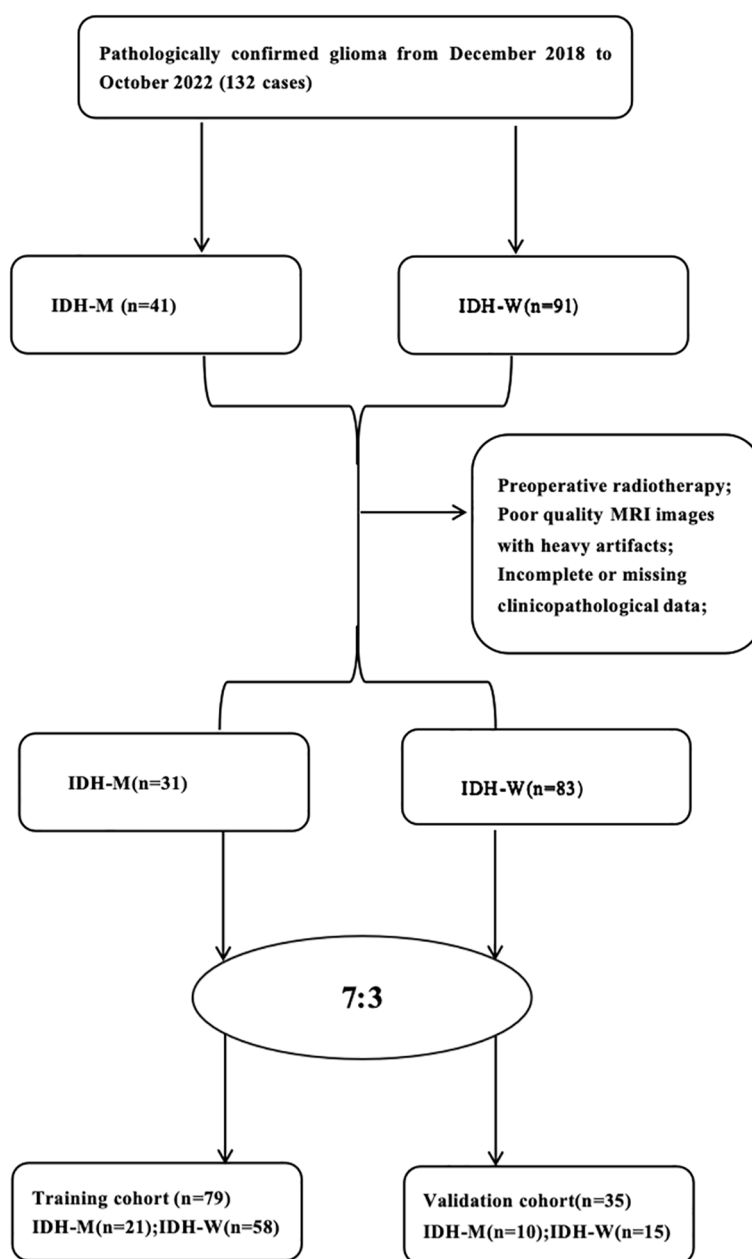 Pathologically confirmed glioma from December 2018 to
October 2022 (132 cases)
IDH-M (n=41)
IDH-W(n=91)
Preoperative radiotherapy;
Poor quality MRI images
with heavy artifacts;
Incomplete or missing
clinicopathological data;
IDH-M(n=31)
IDH-W(n=83)
7:3
Training cohort (n=79)
IDH-M(n=21);IDH-W(n=58)
Validation cohort(n=35)
IDH-M(n=10);IDH-W(n=15)